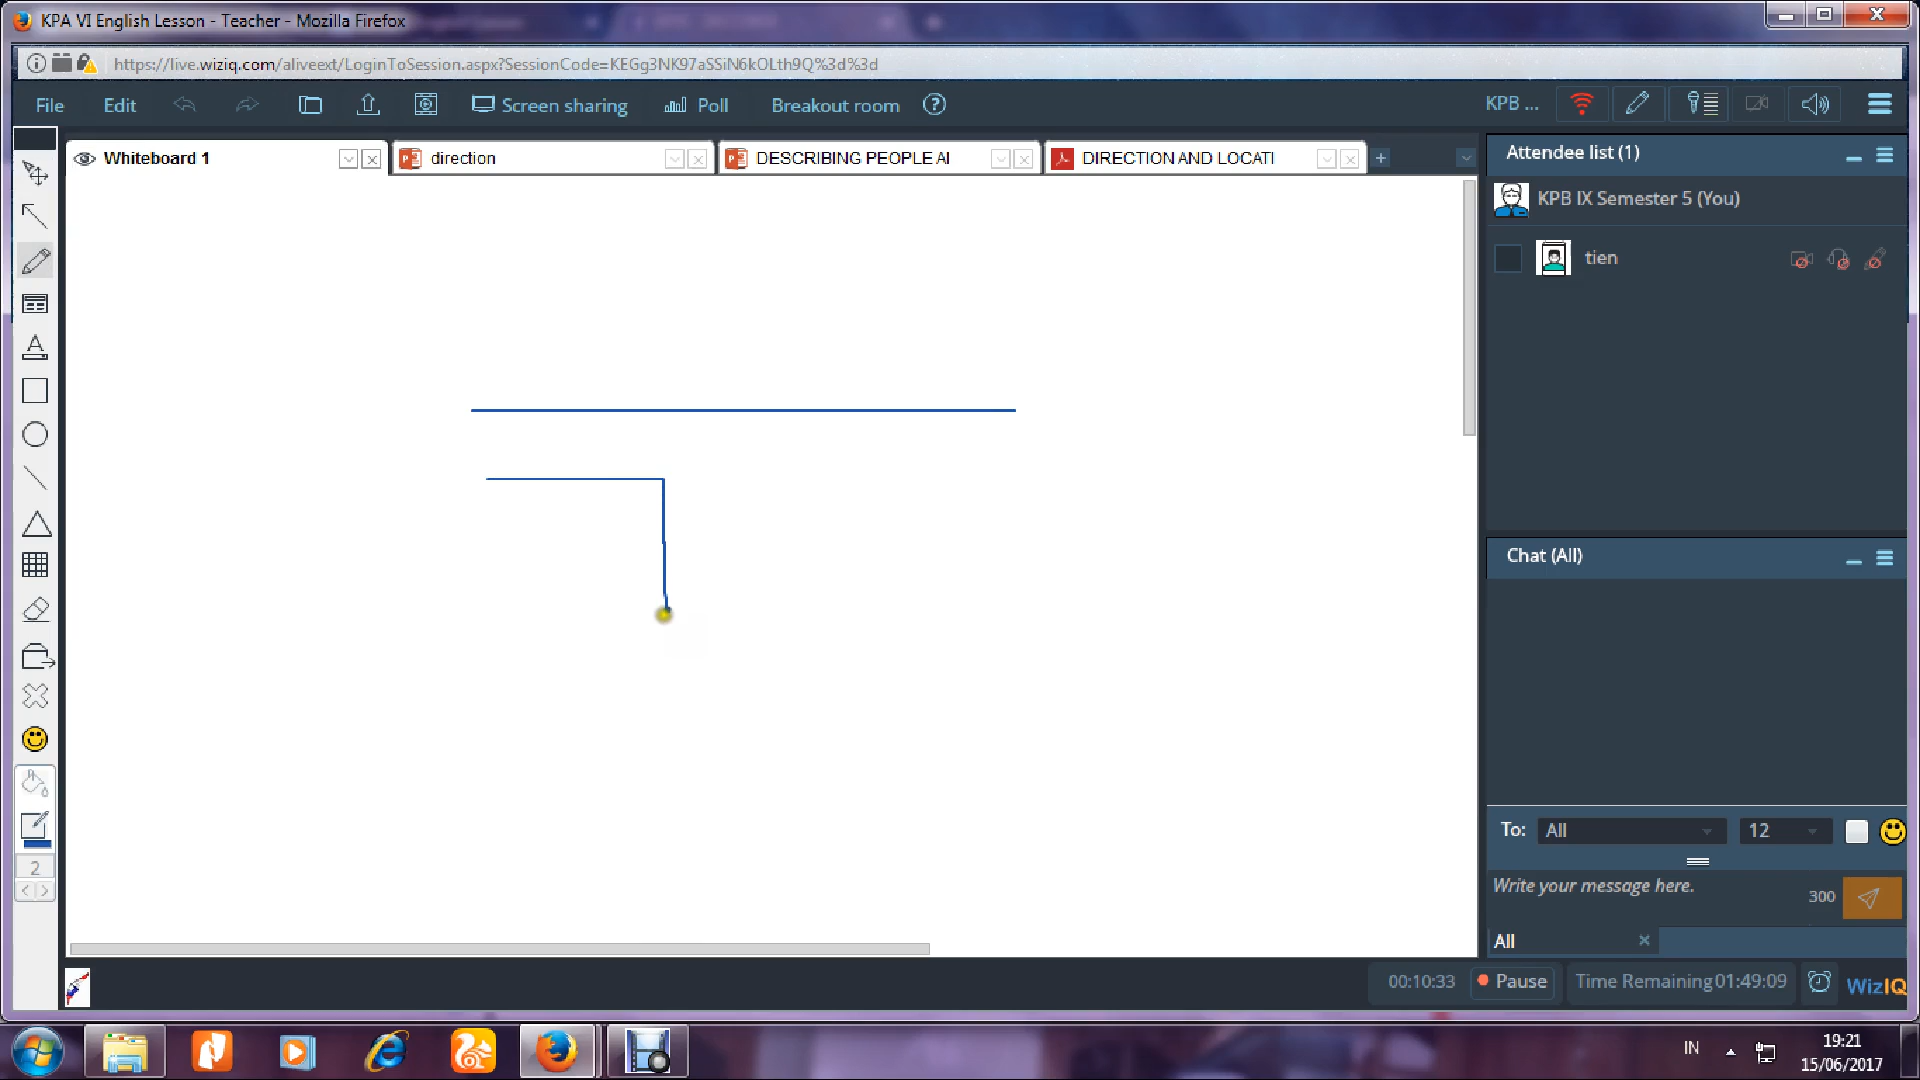 KPA VI English Lesson - Teacher - Mozilla Firefox
https://live.wiziq.com/aliveext/LoginToSession.aspx?SessionCode=KEGg3NK97aSSiN6kOLth9Q%3d%3d
File Edit Screen sharing Poll Breakout room KPB ...
Whiteboard 1 direction DESCRIBING PEOPLE AI DIRECTION AND LOCATI
Attendee list (1)
KPB IX Semester 5 (You)
tien
Chat (All)
To: All 12
Write your message here. 300
All
2
00:10:33 Pause Time Remaining 01:49:09 WizIQ
IN 19:21
15/06/2017